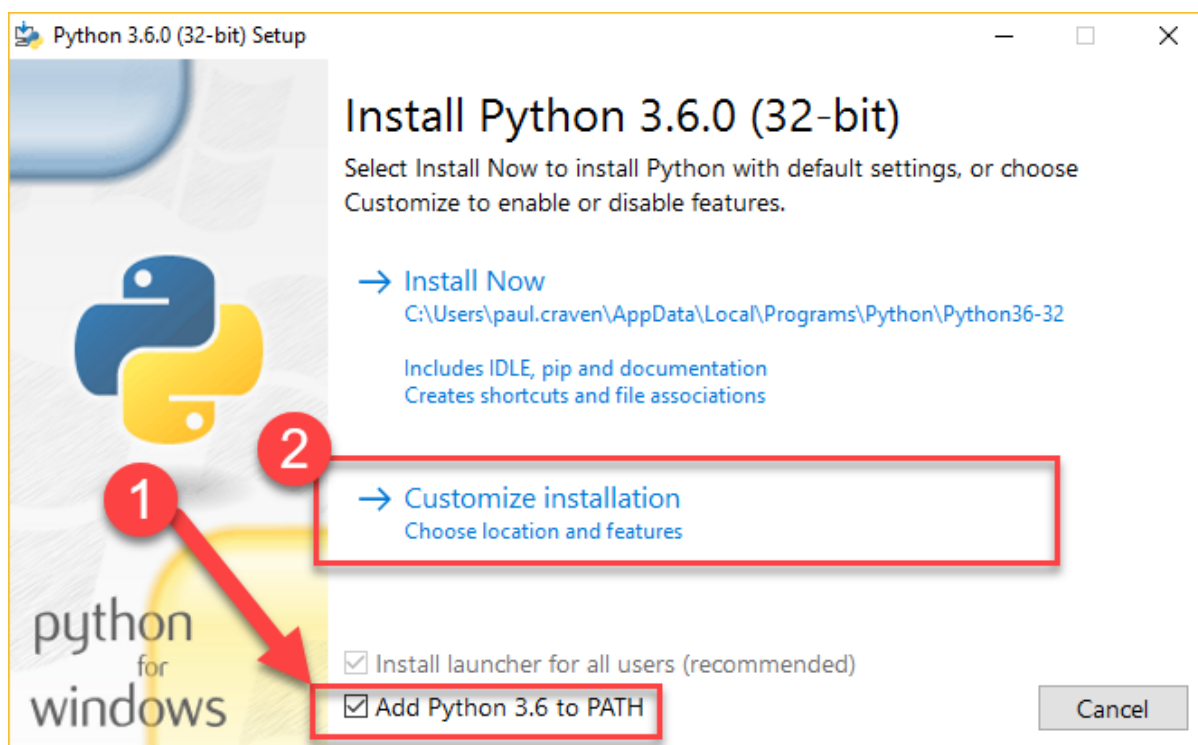 Python 3.6.0 (32-bit) Setup
Install Python 3.6.0 (32-bit)
Select Install Now to install Python with default settings, or choose
Customize to enable or disable features.
Install Now
C:\Users\paul.craven\AppData\Local\Programs\Python\Python36-32
Includes IDLE, pip and documentation
Creates shortcuts and file associations
2
Customize installation
Choose location and features
1
python
for
windows
Install launcher for all users (recommended)
Add Python 3.6 to PATH
Cancel